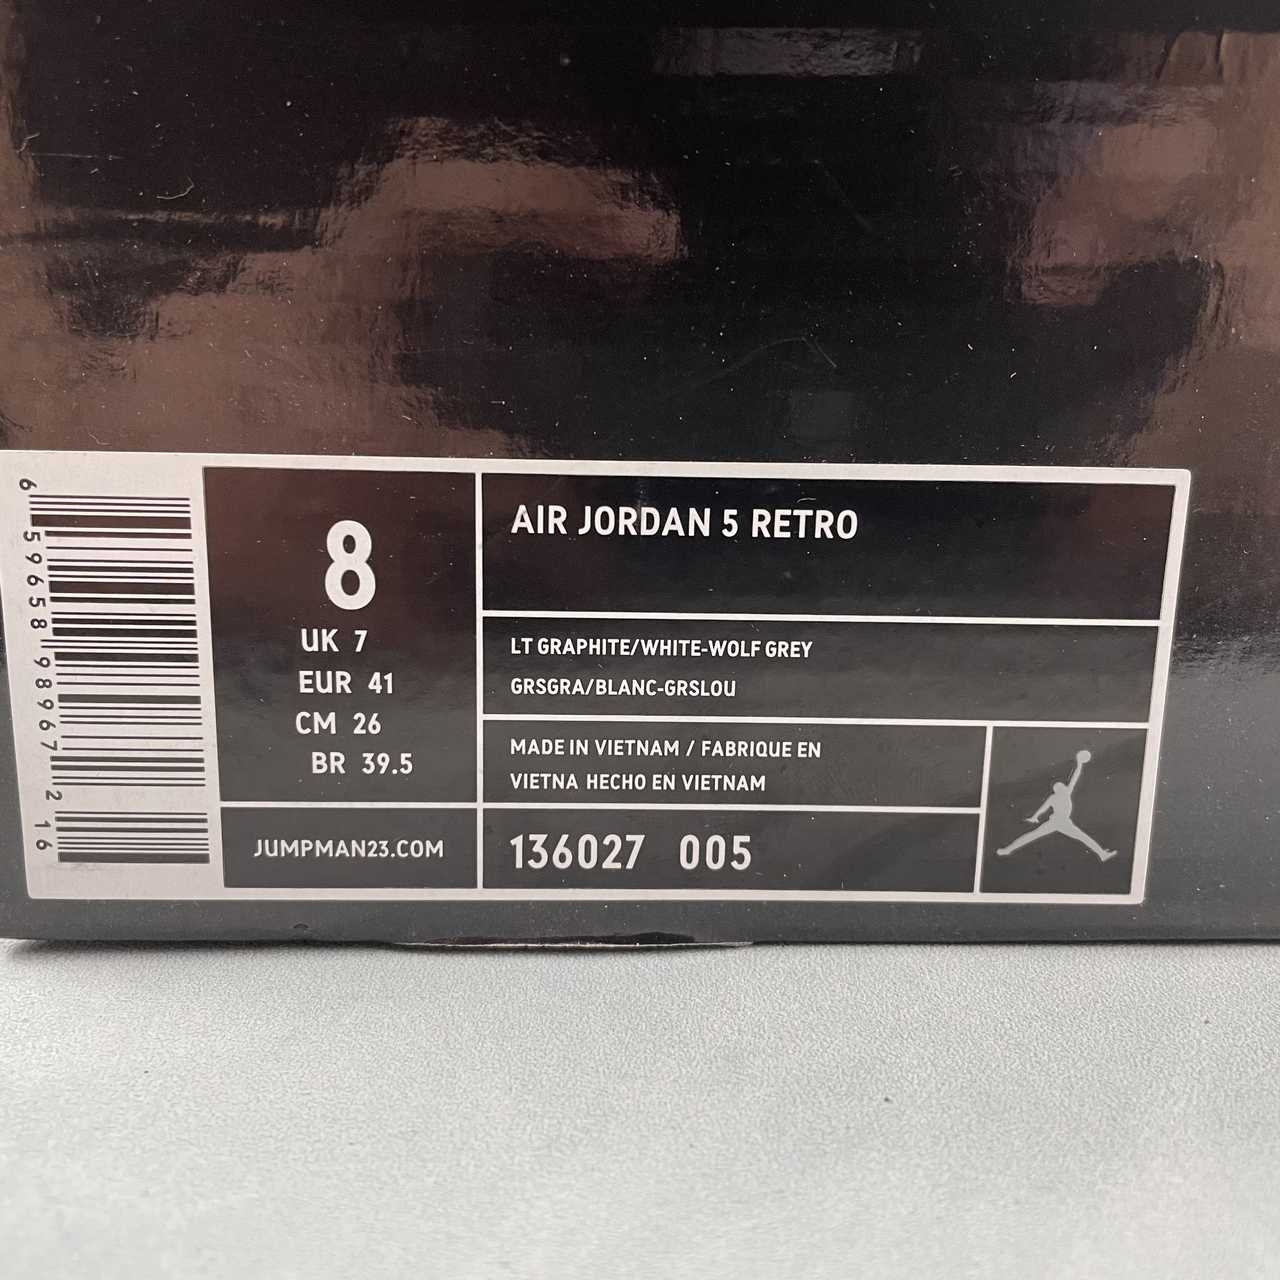 6 59658 98967 2 16
8
UK 7
EUR 41
CM 26
BR 39.5
JUMPMAN23.COM
AIR JORDAN 5 RETRO
LT GRAPHITE/WHITE-WOLF GREY
GRSGRA/BLANC-GRSLOU
MADE IN VIETNAM / FABRIQUE EN
VIETNA HECHO EN VIETNAM
136027 005